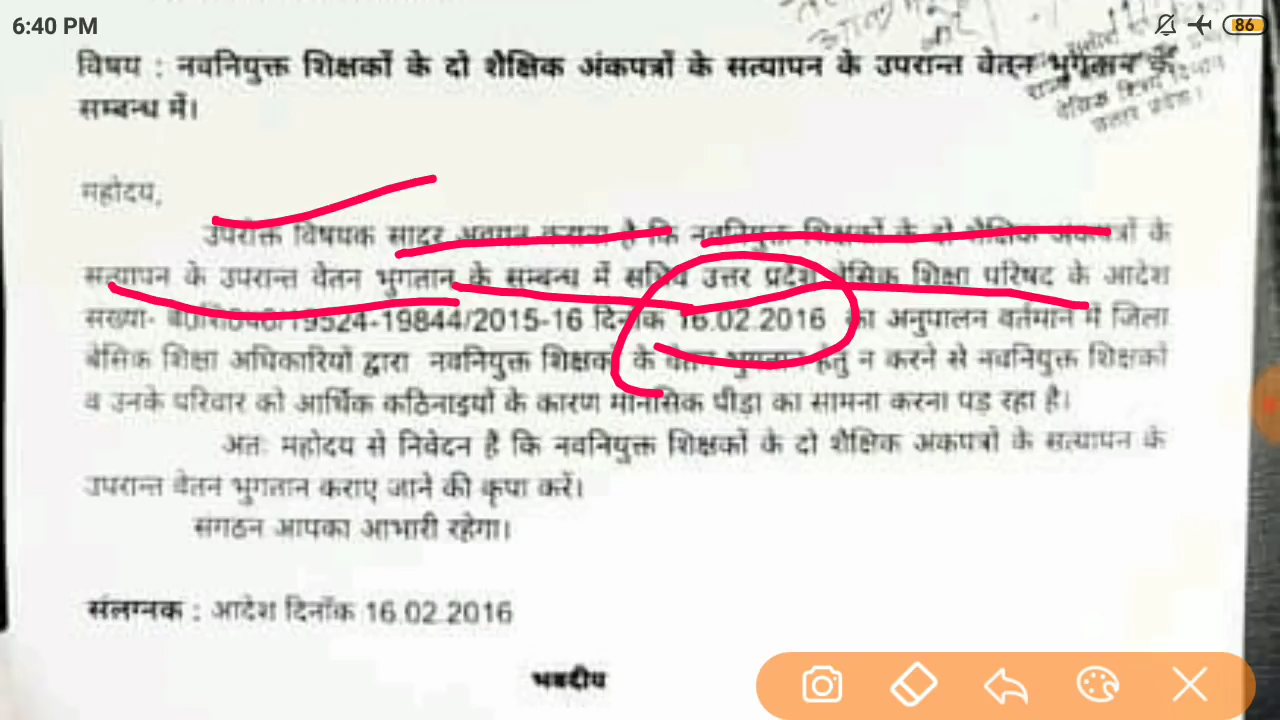 6:40 PM
86
विषय : नवनियुक्त शिक्षकों के दो शैक्षिक अंकपत्रों के सत्यापन के उपरान्त वेतन भुगतान के
सम्बन्ध में।
उत्तर प्रदेश।
महोदय,
उपरोक्त विषयक सादर अवगत कराना है कि नवनियुक्त शिक्षकों के दो शैक्षिक अंकपत्रों के
सत्यापन के उपरान्त वेतन भुगतान के सम्बन्ध में सचिव उत्तर प्रदेश बेसिक शिक्षा परिषद के आदेश
संख्या- 19524-19844/2015-16 दिनांक 16.02.2016 का अनुपालन वर्तमान में जिला
बेसिक शिक्षा अधिकारियों द्वारा नवनियुक्त शिक्षकों के वेतन भुगतान हेतु न करने से नवनियुक्त शिक्षकों
व उनके परिवार को आर्थिक कठिनाइयों के कारण मानसिक पीड़ा का सामना करना पड़ रहा है।
अतः महोदय से निवेदन है कि नवनियुक्त शिक्षकों के दो शैक्षिक अंकपत्रो के सत्यापन के
उपरान्त वेतन भुगतान कराए जाने की कृपा करें।
संगठन आपका आभारी रहेगा।
संलग्नक : आदेश दिनॉक 16.02.2016
भवदीय